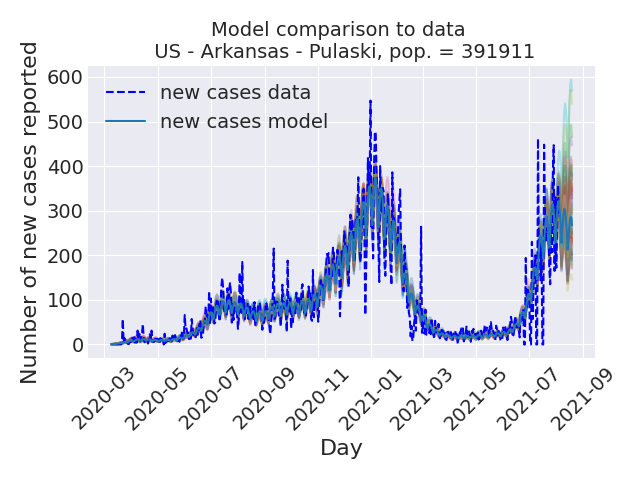 Model comparison to data
US - Arkansas - Pulaski, pop. = 391911
Number of new cases reported
600
500
400
300
200
100
0
new cases data
new cases model
2020-03
2020-05
2020-07
2020-09
2020-11
2021-01
2021-03
2021-05
2021-07
2021-09
Day